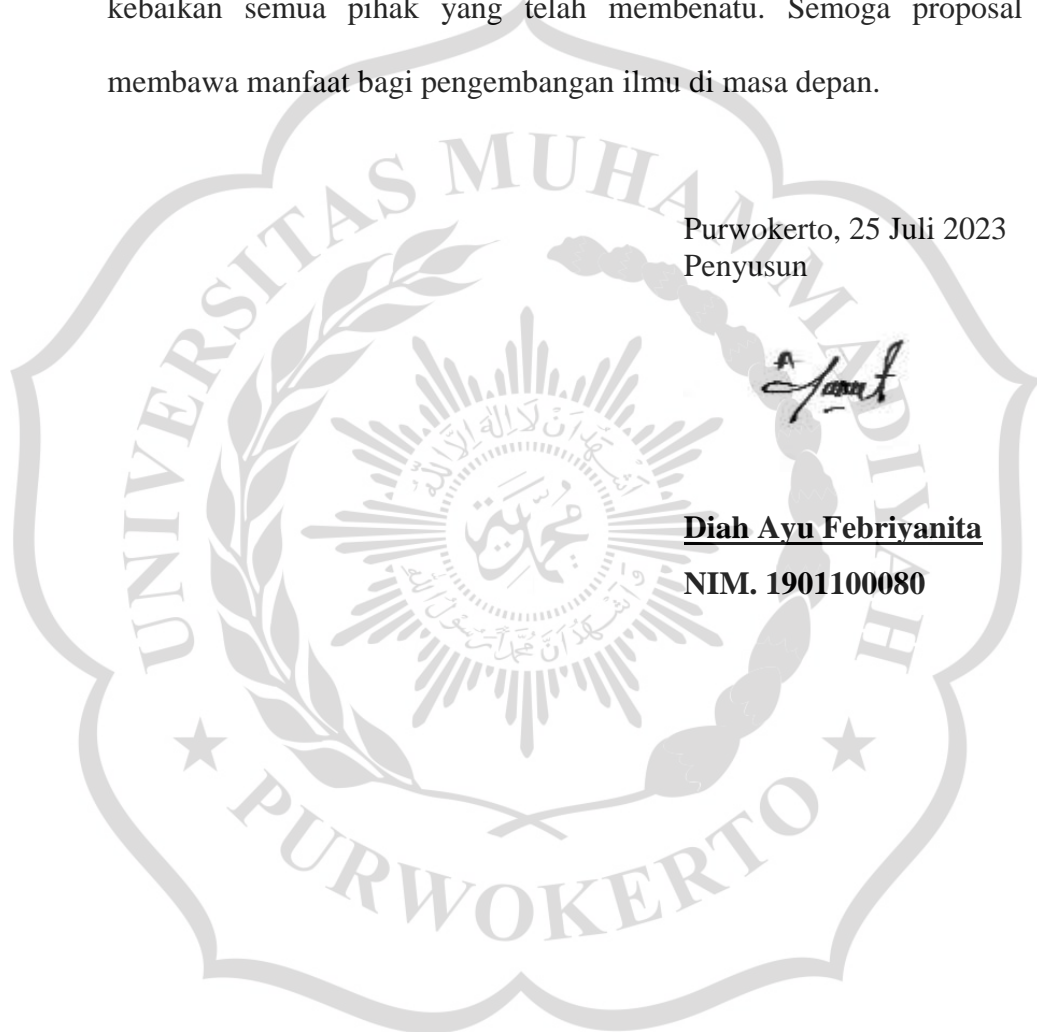 kebaikan semua pihak yang telah membenatu. Semoga proposal
membawa manfaat bagi pengembangan ilmu di masa depan.
UNIVERSITAS MUHAMMADIYAH
Purwokerto, 25 Juli 2023
Penyusun
Diah Ayu Febriyanita
NIM. 1901100080
★ PURWOKERTO ★